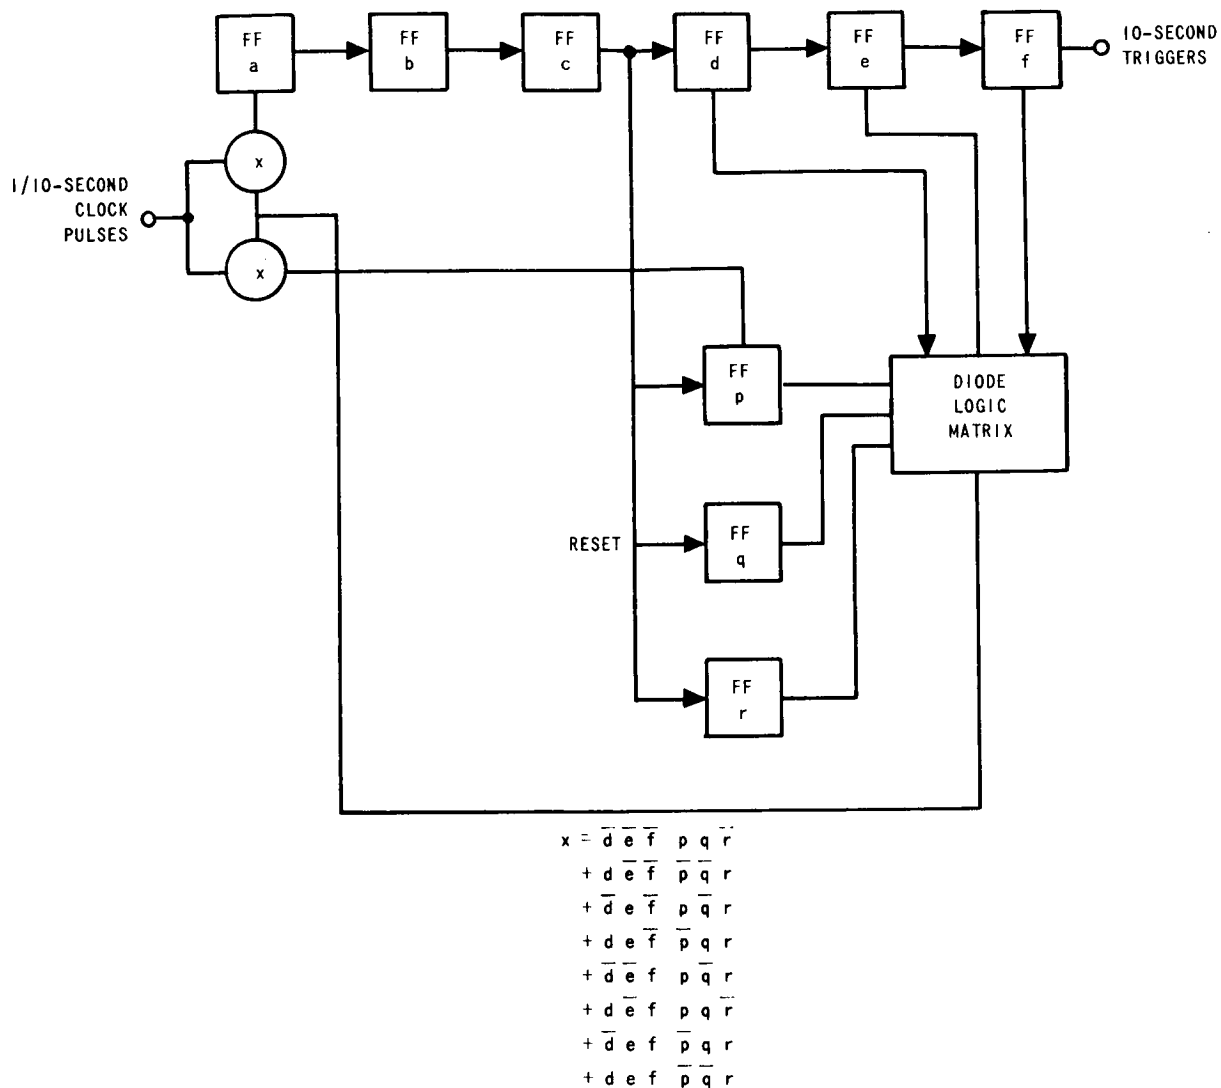 FF
a
FF
b
FF
c
FF
d
FF
e
FF
f
10-SECOND
TRIGGERS
x
1/10-SECOND
CLOCK
PULSES
x
FF
p
DIODE
LOGIC
MATRIX
RESET
FF
q
FF
r
x = d̅ e̅ f̅ p q r̅
+ d e̅ f̅ p̅ q̅ r
+ d̅ e f̅ p q̅ r
+ d e f̅ p̅ q r
+ d̅ e̅ f p q̅ r
+ d e̅ f p q r̅
+ d̅ e f p̅ q r
+ d e f p̅ q̅ r